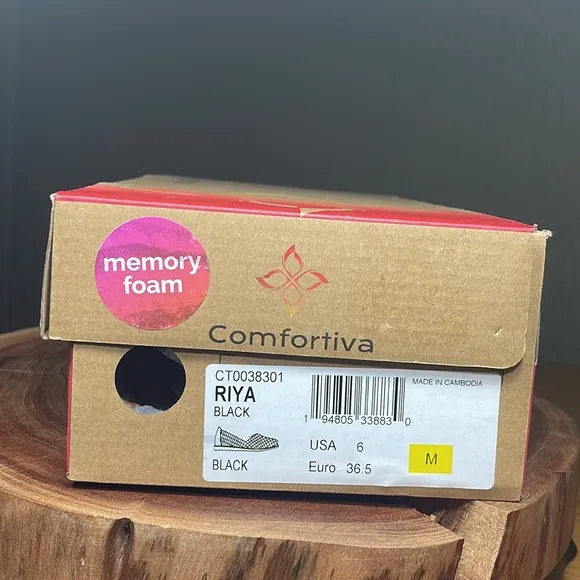 memory
foam
Comfortiva
CT0038301
RIYA
BLACK
1 94805 33883 0
MADE IN CAMBODIA
USA 6
Euro 36.5
M
BLACK